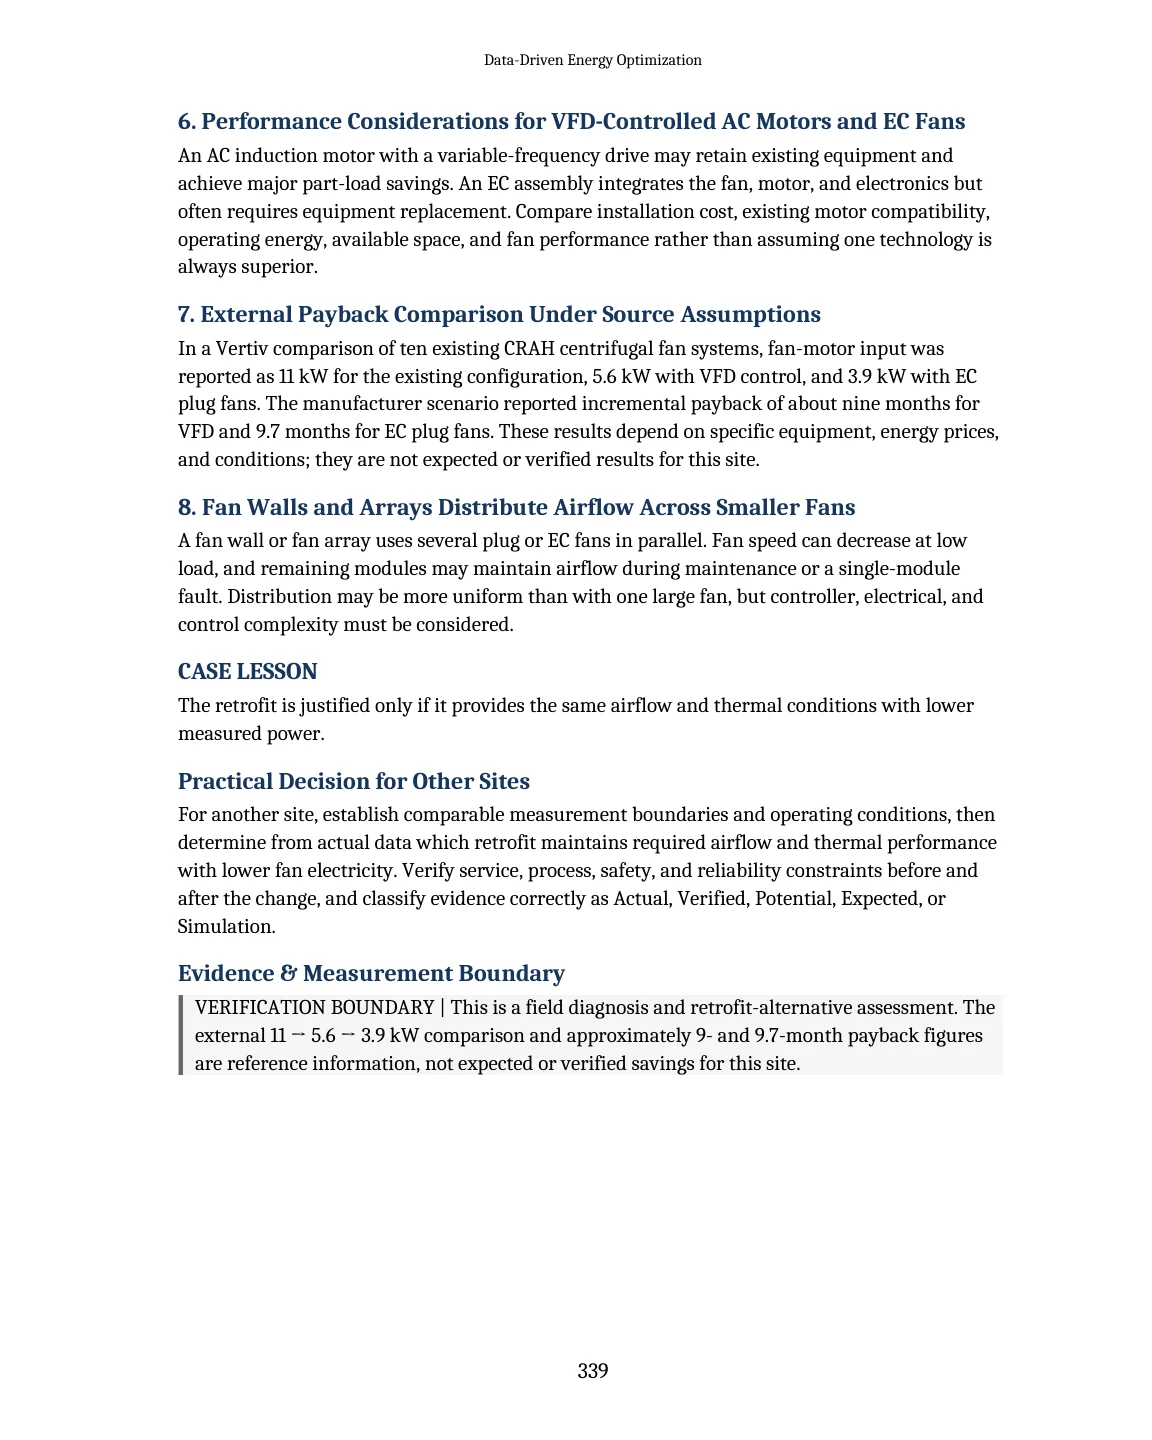 Data-Driven Energy Optimization
6. Performance Considerations for VFD-Controlled AC Motors and EC Fans
An AC induction motor with a variable-frequency drive may retain existing equipment and
achieve major part-load savings. An EC assembly integrates the fan, motor, and electronics but
often requires equipment replacement. Compare installation cost, existing motor compatibility,
operating energy, available space, and fan performance rather than assuming one technology is
always superior.
7. External Payback Comparison Under Source Assumptions
In a Vertiv comparison of ten existing CRAH centrifugal fan systems, fan-motor input was
reported as 11 kW for the existing configuration, 5.6 kW with VFD control, and 3.9 kW with EC
plug fans. The manufacturer scenario reported incremental payback of about nine months for
VFD and 9.7 months for EC plug fans. These results depend on specific equipment, energy prices,
and conditions; they are not expected or verified results for this site.
8. Fan Walls and Arrays Distribute Airflow Across Smaller Fans
A fan wall or fan array uses several plug or EC fans in parallel. Fan speed can decrease at low
load, and remaining modules may maintain airflow during maintenance or a single-module
fault. Distribution may be more uniform than with one large fan, but controller, electrical, and
control complexity must be considered.
CASE LESSON
The retrofit is justified only if it provides the same airflow and thermal conditions with lower
measured power.
Practical Decision for Other Sites
For another site, establish comparable measurement boundaries and operating conditions, then
determine from actual data which retrofit maintains required airflow and thermal performance
with lower fan electricity. Verify service, process, safety, and reliability constraints before and
after the change, and classify evidence correctly as Actual, Verified, Potential, Expected, or
Simulation.
Evidence & Measurement Boundary
VERIFICATION BOUNDARY | This is a field diagnosis and retrofit-alternative assessment. The
external 11 → 5.6 → 3.9 kW comparison and approximately 9- and 9.7-month payback figures
are reference information, not expected or verified savings for this site.
339